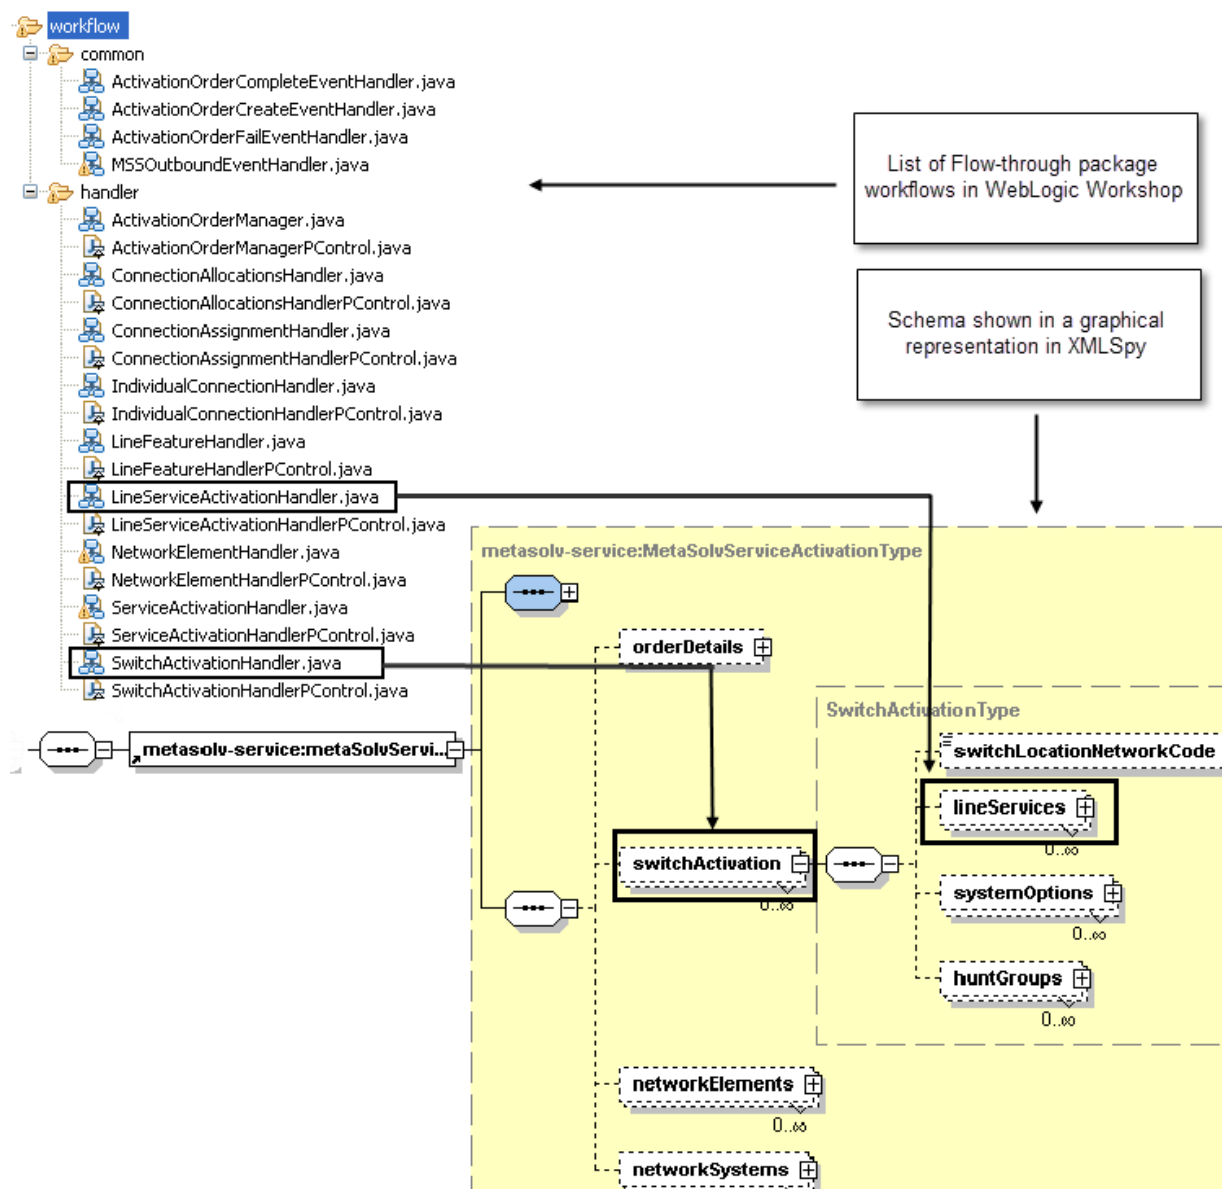 workflow
common
ActivationOrderCompleteEventHandler.java
ActivationOrderCreateEventHandler.java
ActivationOrderFailEventHandler.java
MSSOutboundEventHandler.java
handler
ActivationOrderManager.java
ActivationOrderManagerPControl.java
ConnectionAllocationsHandler.java
ConnectionAllocationsHandlerPControl.java
ConnectionAssignmentHandler.java
ConnectionAssignmentHandlerPControl.java
IndividualConnectionHandler.java
IndividualConnectionHandlerPControl.java
LineFeatureHandler.java
LineFeatureHandlerPControl.java
LineServiceActivationHandler.java
LineServiceActivationHandlerPControl.java
NetworkElementHandler.java
NetworkElementHandlerPControl.java
ServiceActivationHandler.java
ServiceActivationHandlerPControl.java
SwitchActivationHandler.java
SwitchActivationHandlerPControl.java
List of Flow-through package
workflows in WebLogic Workshop
Schema shown in a graphical
representation in XMLSpy
metasolv-service:MetaSolvServiceActivationType
orderDetails
metasolv-service:metaSolvServi...
SwitchActivationType
switchLocationNetworkCode
lineServices
0..∞
switchActivation
0..∞
systemOptions
0..∞
huntGroups
0..∞
networkElements
0..∞
networkSystems